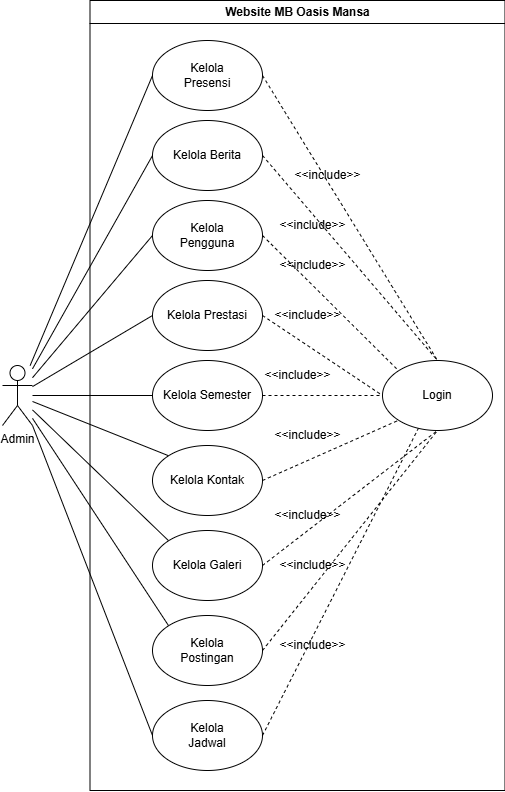 Website MB Oasis Mansa
Kelola
Presensi
Kelola Berita
<<include>>
Kelola
Pengguna
<<include>>
<<include>>
Kelola Prestasi
<<include>>
Kelola Semester
<<include>>
Login
Admin
Kelola Kontak
<<include>>
Kelola Galeri
<<include>>
<<include>>
Kelola
Postingan
<<include>>
Kelola
Jadwal